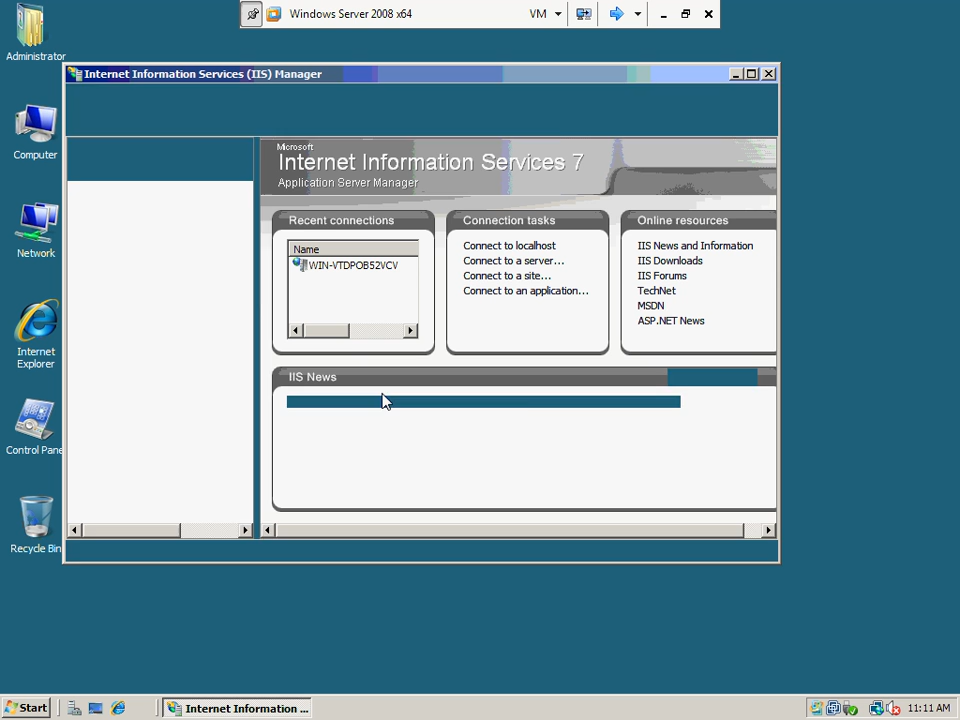 Windows Server 2008 x64
VM
Administrator
Computer
Network
Internet
Explorer
Control Pane
Recycle Bin
Internet Information Services (IIS) Manager
Microsoft
Internet Information Services 7
Application Server Manager
Recent connections
Name
WIN-VTDPOB52VCV
Connection tasks
Connect to localhost
Connect to a server...
Connect to a site...
Connect to an application...
Online resources
IIS News and Information
IIS Downloads
IIS Forums
TechNet
MSDN
ASP.NET News
IIS News
Start
Internet Information ...
11:11 AM